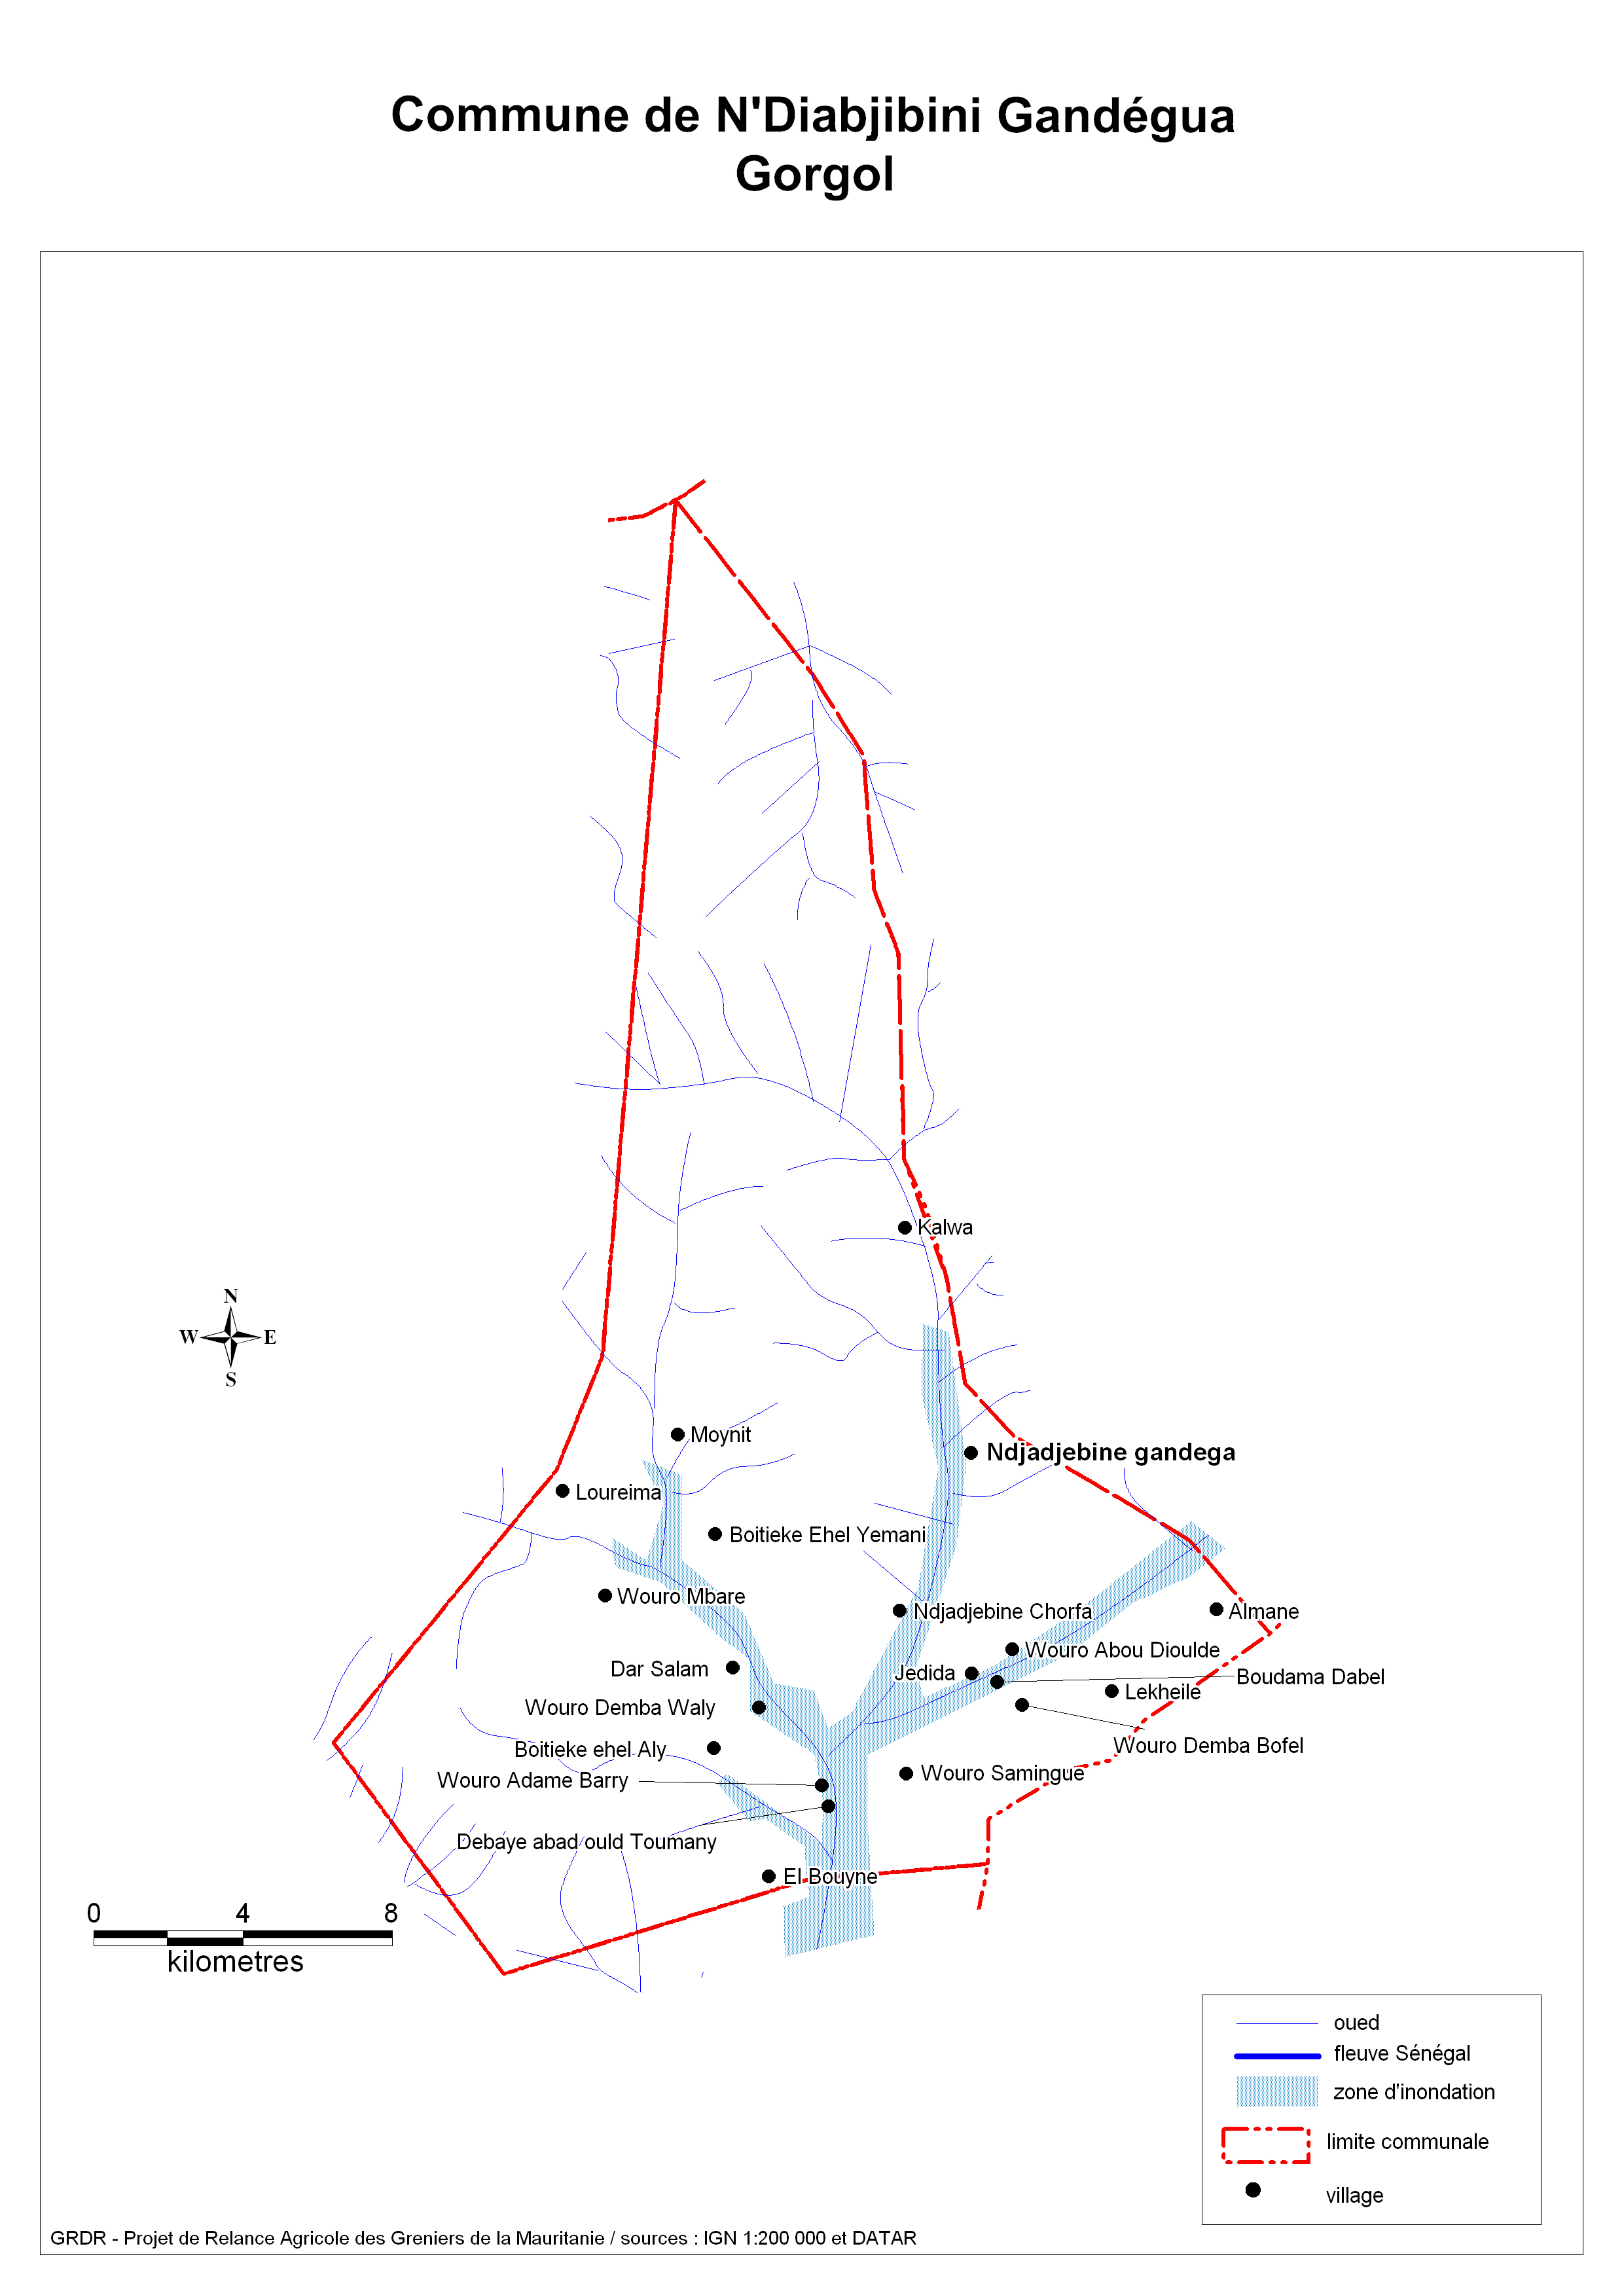 Commune de N'Diabjibini Gandégua
Gorgol
Kalwa
N
W E
S
Moynit
Ndjadjebine gandega
Loureima
Boitieke Ehel Yemani
Wouro Mbare
Ndjadjebine Chorfa
Almane
Wouro Abou Dioulde
Dar Salam
Jedida
Boudama Dabel
Lekheile
Wouro Demba Waly
Boitieke ehel Aly
Wouro Demba Bofel
Wouro Adame Barry
Wouro Samingue
Debaye abad ould Toumany
El Bouyne
0 4 8
kilometres
oued
fleuve Sénégal
zone d'inondation
limite communale
village
GRDR - Projet de Relance Agricole des Greniers de la Mauritanie / sources : IGN 1:200 000 et DATAR